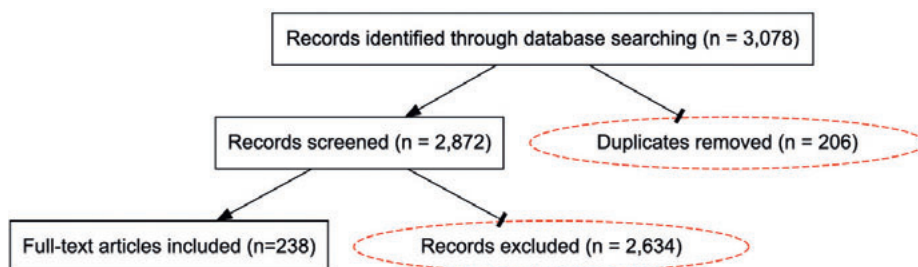 Records identified through database searching (n = 3,078)
Records screened (n = 2,872)
Duplicates removed (n = 206)
Full-text articles included (n=238)
Records excluded (n = 2,634)